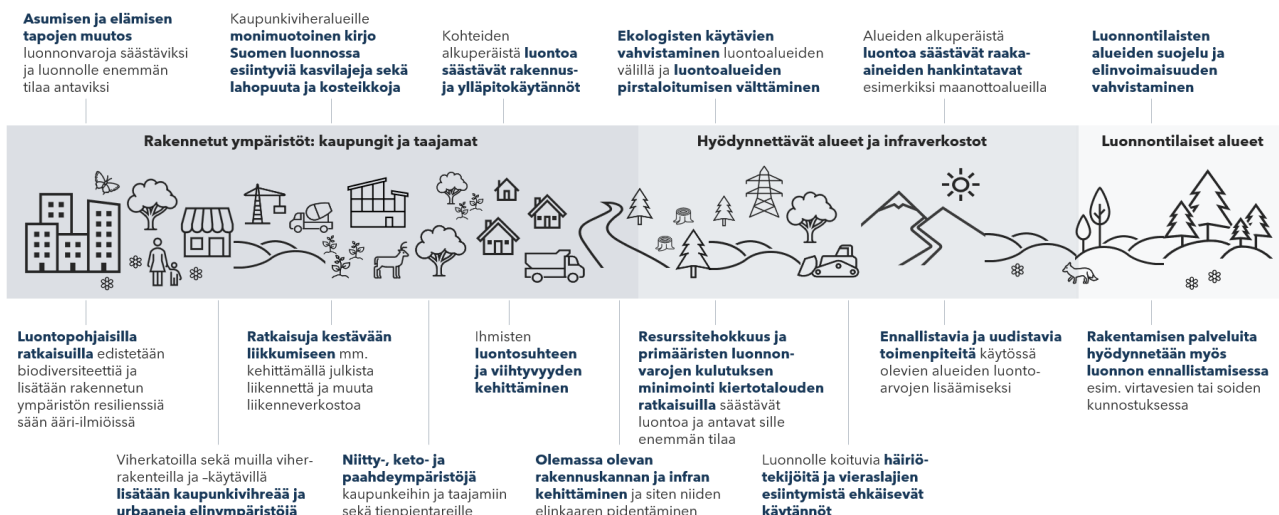 Asumisen ja elämisen
tapojen muutos
luonnonvaroja säästäviksi
ja luonnolle enemmän
tilaa antaviksi
Kaupunkiviheralueille
monimuotoinen kirjo
Suomen luonnossa
esiintyviä kasvilajeja sekä
lahopuuta ja kosteikkoja
Kohteiden
alkuperäistä luontoa
säästävät rakennus-
ja ylläpitokäytännöt
Ekologisten käytävien
vahvistaminen luontoalueiden
välillä ja luontoalueiden
pirstaloitumisen välttäminen
Alueiden alkuperäistä
luontoa säästävät raaka-
aineiden hankintatavat
esimerkiksi maanottoalueilla
Luonnontilaisten
alueiden suojelu ja
elinvoimaisuuden
vahvistaminen
Rakennetut ympäristöt: kaupungit ja taajamat
Hyödynnettävät alueet ja infraverkostot
Luonnontilaiset alueet
Luontopohjaisilla
ratkaisuilla edistetään
biodiversiteettiä ja
lisätään rakennetun
ympäristön resilienssiä
sään ääri-ilmiöissä
Ratkaisuja kestävään
liikkumiseen mm.
kehittämällä julkista
liikennettä ja muuta
liikenneverkostoa
Ihmisten
luontosuhteen
ja viihtyvyyden
kehittäminen
Resurssitehokkuus ja
primääristen luonnon-
varojen kulutuksen
minimointi kiertotalouden
ratkaisuilla säästävät
luontoa ja antavat sille
enemmän tilaa
Ennallistavia ja uudistavia
toimenpiteitä käytössä
olevien alueiden luonto-
arvojen lisäämiseksi
Rakentamisen palveluita
hyödynnetään myös
luonnon ennallistamisessa
esim. virtavesien tai soiden
kunnostuksessa
Viherkatoilla sekä muilla viher-
rakenteilla ja –käytävillä
lisätään kaupunkivihreää ja
urbaaneja elinympäristöjä
Niitty-, keto- ja
paahdeympäristöjä
kaupunkeihin ja taajamiin
sekä tienpientareille
Olemassa olevan
rakennuskannan ja infran
kehittäminen ja siten niiden
elinkaaren pidentäminen
Luonnolle koituvia häiriö-
tekijöitä ja vieraslajien
esiintymistä ehkäisevät
käytännöt